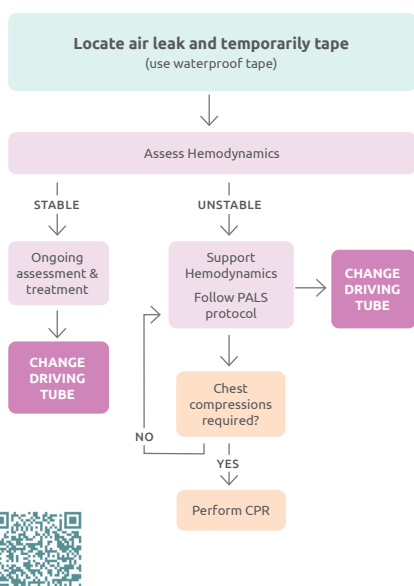 Locate air leak and temporarily tape
(use waterproof tape)
Assess Hemodynamics
STABLE
UNSTABLE
Ongoing
assessment &
treatment
Support
Hemodynamics
Follow PALS
protocol
CHANGE
DRIVING
TUBE
CHANGE
DRIVING
TUBE
Chest
compressions
required?
NO
YES
Perform CPR